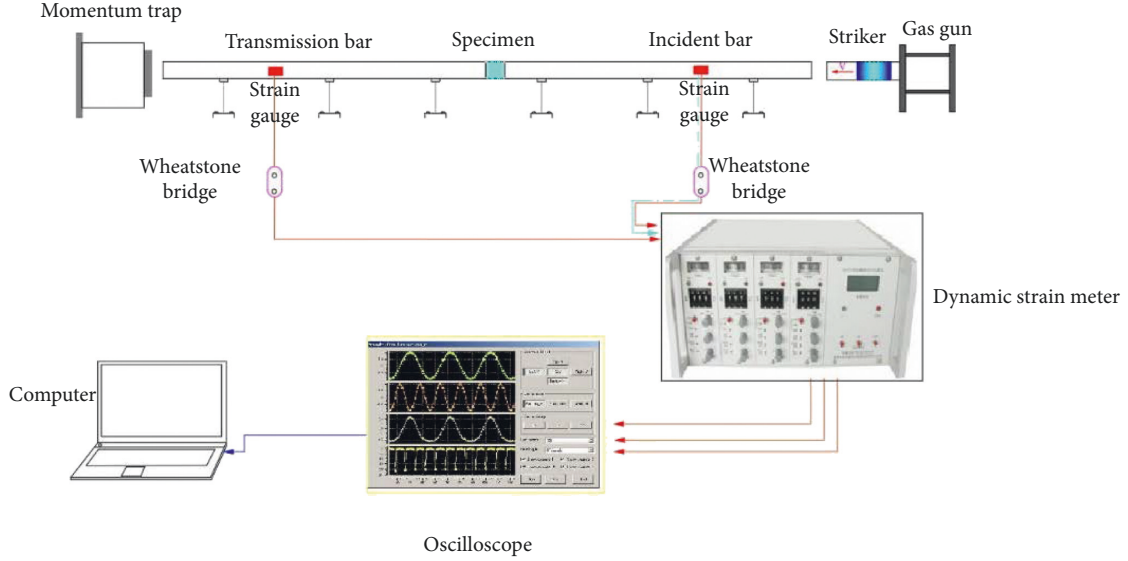 Momentum trap
Transmission bar
Specimen
Incident bar
Striker
Gas gun
V
Strain
gauge
Strain
gauge
Wheatstone
bridge
Wheatstone
bridge
Dynamic strain meter
Computer
Oscilloscope